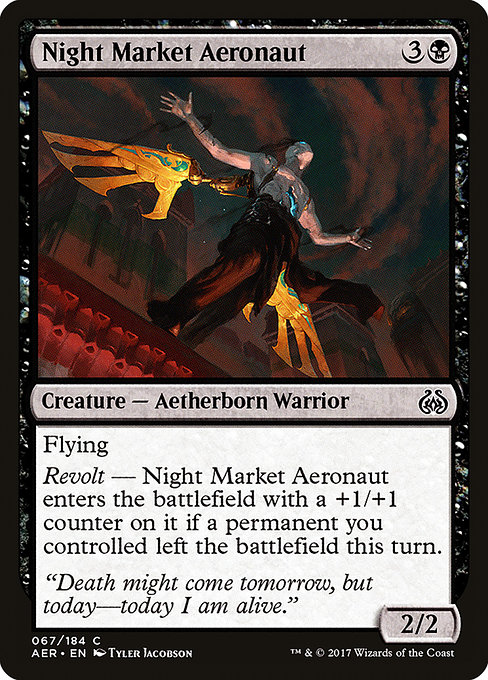 Night Market Aeronaut 3
Creature — Aetherborn Warrior
Flying
Revolt — Night Market Aeronaut
enters the battlefield with a +1/+1
counter on it if a permanent you
controlled left the battlefield this turn.
“Death might come tomorrow, but
today—today I am alive.”
2/2
067/184 C
AER • EN Tyler Jacobson
™ & © 2017 Wizards of the Coast